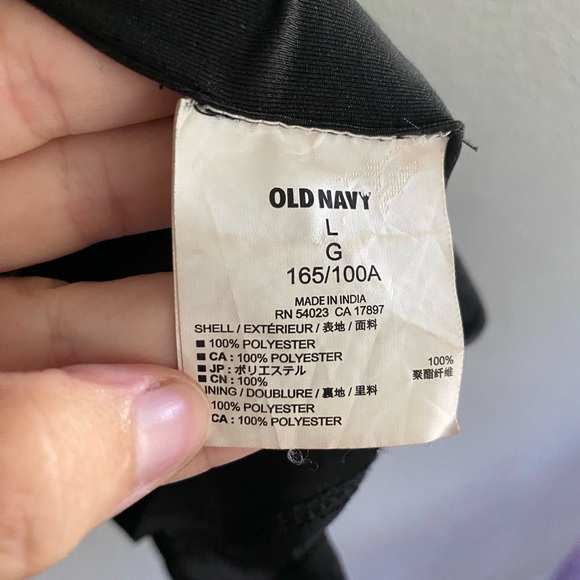 OLD NAVY
L
G
165/100A
MADE IN INDIA
RN 54023 CA 17897
SHELL / EXTÉRIEUR / 表地 / 面料
■ 100% POLYESTER
■ CA : 100% POLYESTER
■ JP : ポリエステル
■ CN : 100% 100%
聚酯纤维
INING / DOUBLURE / 裏地 / 里料
100% POLYESTER
CA : 100% POLYESTER